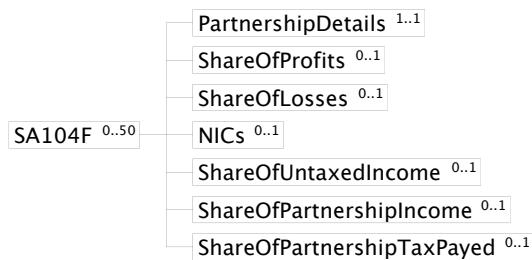 PartnershipDetails 1..1
ShareOfProfits 0..1
ShareOfLosses 0..1
SA104F 0..50
NICs 0..1
ShareOfUntaxedIncome 0..1
ShareOfPartnershipIncome 0..1
ShareOfPartnershipTaxPayed 0..1